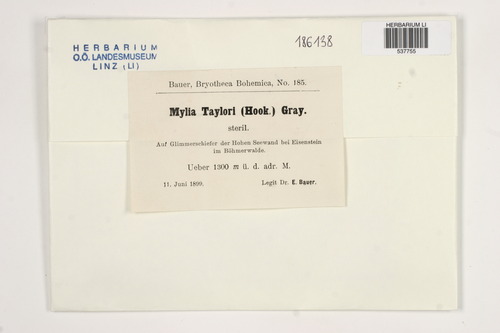 HERBARIUM
O.Ö. LANDESMUSEUM
LINZ (LI)
186138
HERBARIUM LI
537755
Bauer, Bryotheca Bohemica, No. 185.
Mylia Taylori (Hook.) Gray.
steril.
Auf Glimmerschiefer der Hohen Seewand bei Eisenstein
im Böhmerwalde.
Ueber 1300 m ü. d. adr. M.
11. Juni 1899. Legit Dr. E. Bauer.